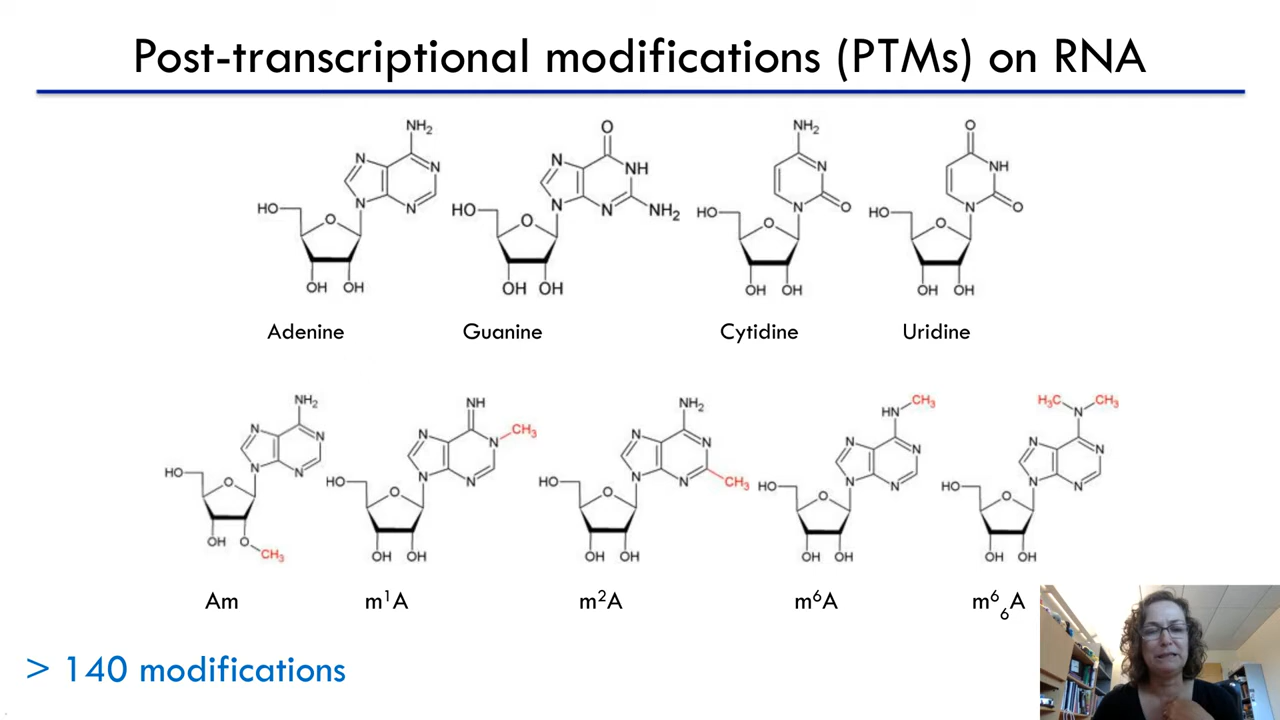 Post-transcriptional modifications (PTMs) on RNA
NH₂ O NH₂ O
N N N NH N NH
N N N N NH₂ N O N O
HO O HO O HO O HO O
OH OH OH OH OH OH OH OH
Adenine Guanine Cytidine Uridine
NH₂ NH NH₂ HN CH₃ H₃C N CH₃
N N N N CH₃ N N N N N N
N N N N N N CH₃ N N N N
HO O HO O HO O HO O HO O
OH O CH₃ OH OH OH OH OH OH OH OH
Am m¹A m²A m⁶A m⁶₆A
> 140 modifications